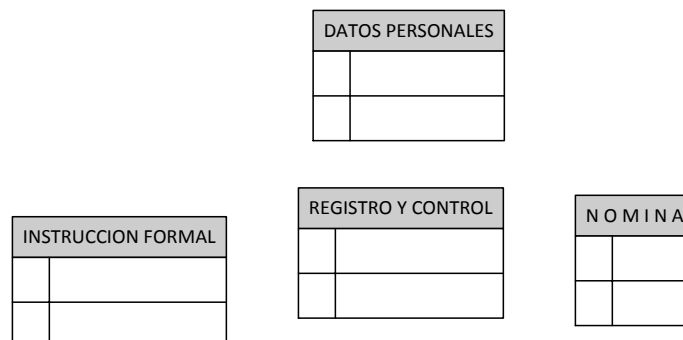 DATOS PERSONALES
REGISTRO Y CONTROL
N O M I N A
INSTRUCCION FORMAL